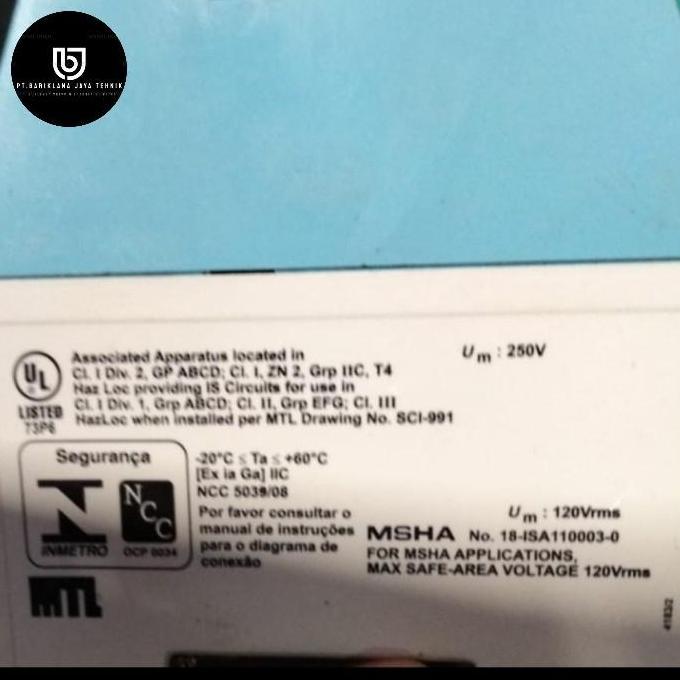 PT.BARIKLANA JAYA TEHNIK
UL
LISTED
73P6
Associated Apparatus located in
Cl. I Div. 2, GP ABCD; Cl. I, ZN 2, Grp IIC, T4
Haz Loc providing IS Circuits for use in
Cl. I Div. 1, Grp ABCD; Cl. II, Grp EFG; Cl. III
HazLoc when installed per MTL Drawing No. SCI-991
Um : 250V
Segurança
NCC
INMETRO
OCP 0034
-20°C ≤ Ta ≤ +60°C
[Ex ia Ga] IIC
NCC 5039/08
Por favor consultar o
manual de instruções
para o diagrama de
conexão
Um : 120Vrms
MSHA No. 18-ISA110003-0
FOR MSHA APPLICATIONS,
MAX SAFE-AREA VOLTAGE 120Vrms
MTL